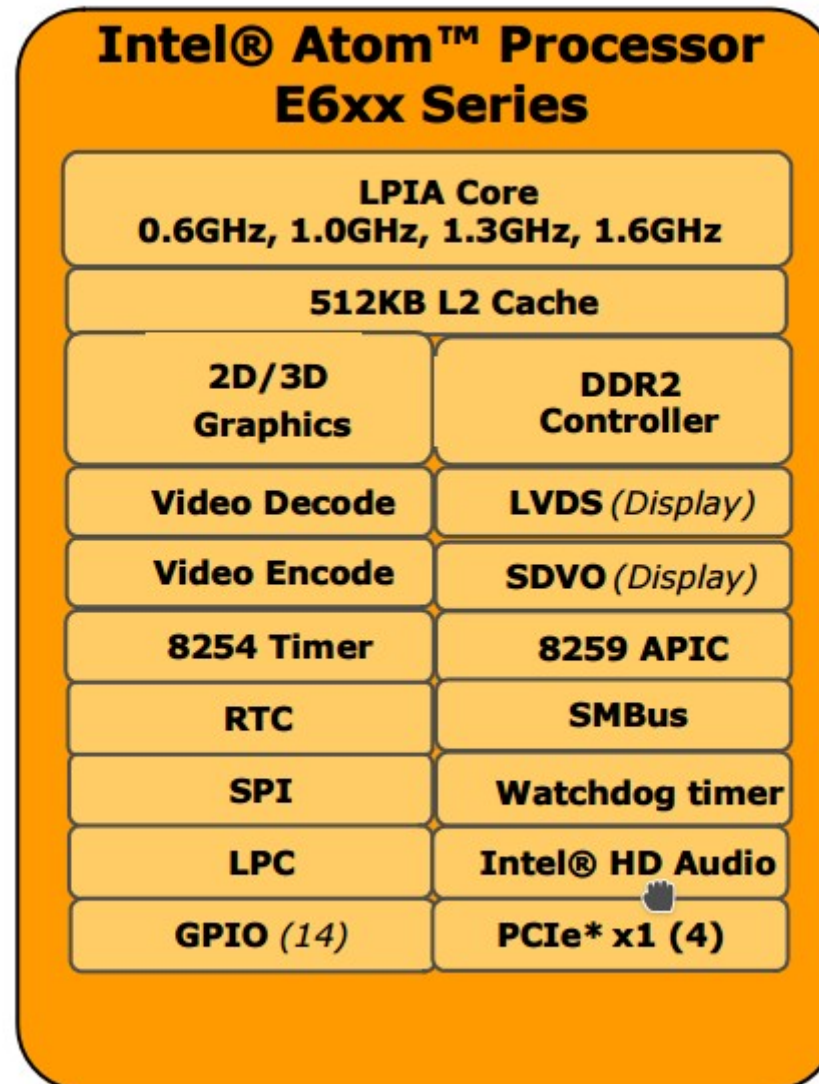 Intel® Atom™ Processor
E6xx Series
LPIA Core
0.6GHz, 1.0GHz, 1.3GHz, 1.6GHz
512KB L2 Cache
2D/3D
Graphics
DDR2
Controller
Video Decode
LVDS (Display)
Video Encode
SDVO (Display)
8254 Timer
8259 APIC
RTC
SMBus
SPI
Watchdog timer
LPC
Intel® HD Audio
GPIO (14)
PCIe* x1 (4)